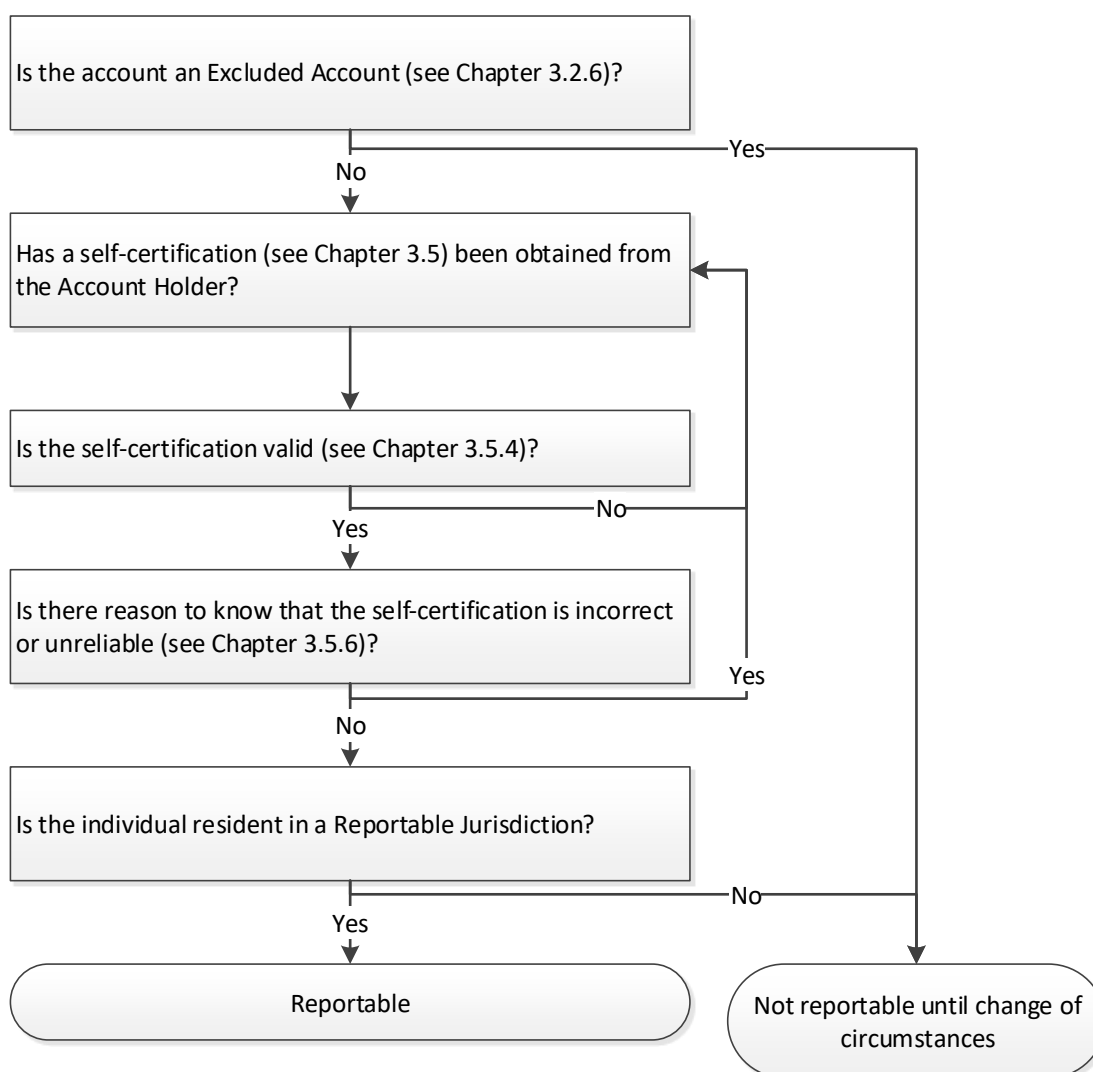 Is the account an Excluded Account (see Chapter 3.2.6)?
Yes
No
Has a self-certification (see Chapter 3.5) been obtained from
the Account Holder?
Is the self-certification valid (see Chapter 3.5.4)?
No
Yes
Is there reason to know that the self-certification is incorrect
or unreliable (see Chapter 3.5.6)?
Yes
No
Is the individual resident in a Reportable Jurisdiction?
No
Yes
Reportable
Not reportable until change of
circumstances